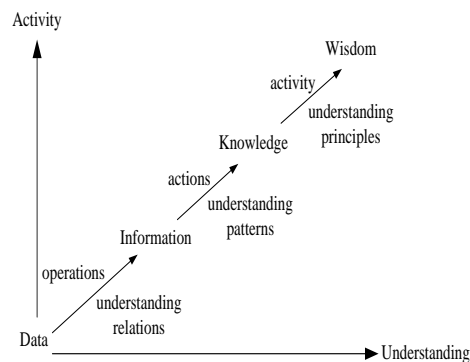 Activity
Wisdom
activity
understanding
principles
Knowledge
actions
understanding
patterns
Information
operations
understanding
relations
Data
Understanding